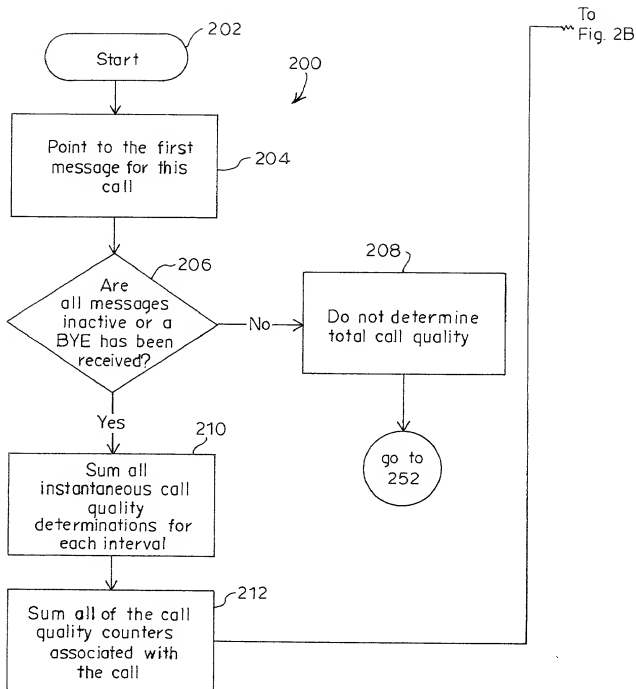 To
Fig. 2B
202
Start
200
Point to the first
message for this
call
204
206
Are
all messages
inactive or a
BYE has been
received?
No
208
Do not determine
total call quality
Yes
go to
252
210
Sum all
instantaneous call
quality
determinations for
each interval
212
Sum all of the call
quality counters
associated with
the call